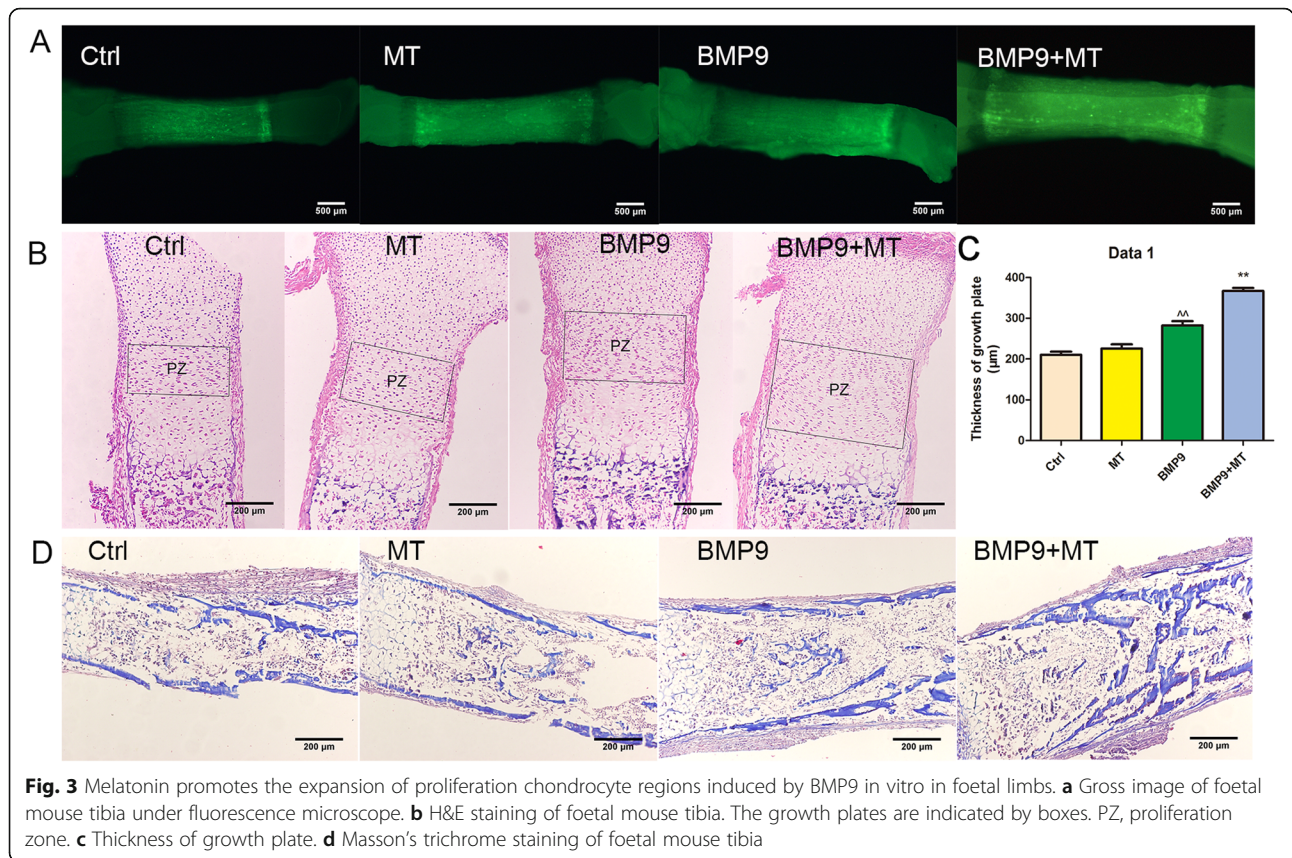 A
Ctrl
MT
BMP9
BMP9+MT
500 µm
500 µm
500 µm
500 µm
B
Ctrl
MT
BMP9
BMP9+MT
PZ
PZ
PZ
PZ
200 µm
200 µm
200 µm
200 µm
C
Data 1
Thickness of growth plate
(µm)
400
300
200
100
0
^^
**
Ctrl
MT
BMP9
BMP9+MT
D
Ctrl
MT
BMP9
BMP9+MT
200 µm
200 µm
200 µm
200 µm
Fig. 3 Melatonin promotes the expansion of proliferation chondrocyte regions induced by BMP9 in vitro in foetal limbs. a Gross image of foetal
mouse tibia under fluorescence microscope. b H&E staining of foetal mouse tibia. The growth plates are indicated by boxes. PZ, proliferation
zone. c Thickness of growth plate. d Masson's trichrome staining of foetal mouse tibia